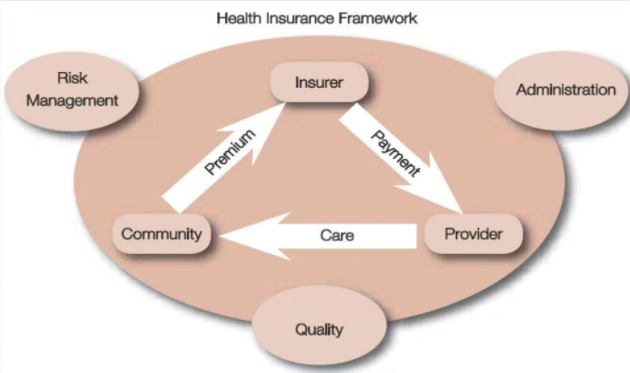 Health Insurance Framework
Risk
Management
Insurer
Administration
Premium
Payment
Community
Care
Provider
Quality